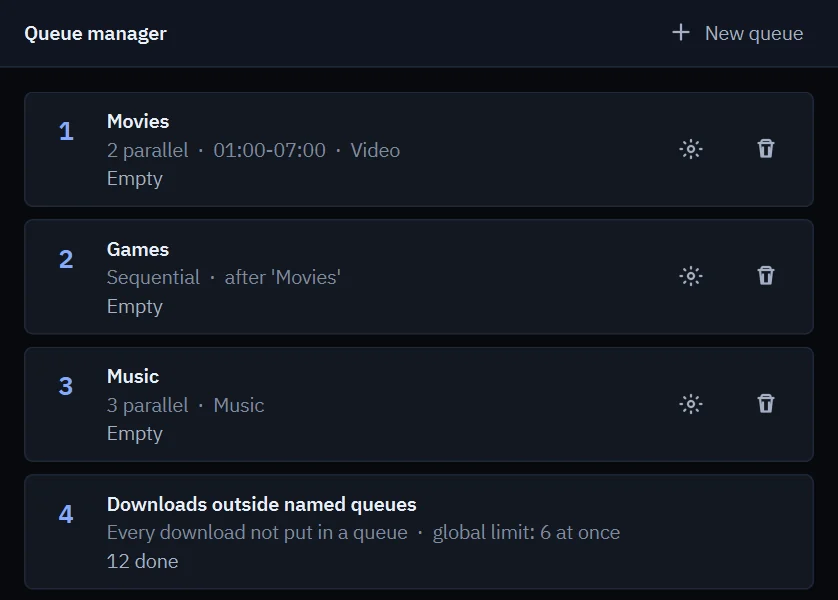 Queue manager
New queue
1
Movies
2 parallel · 01:00-07:00 · Video
Empty
2
Games
Sequential · after 'Movies'
Empty
3
Music
3 parallel · Music
Empty
4
Downloads outside named queues
Every download not put in a queue · global limit: 6 at once
12 done